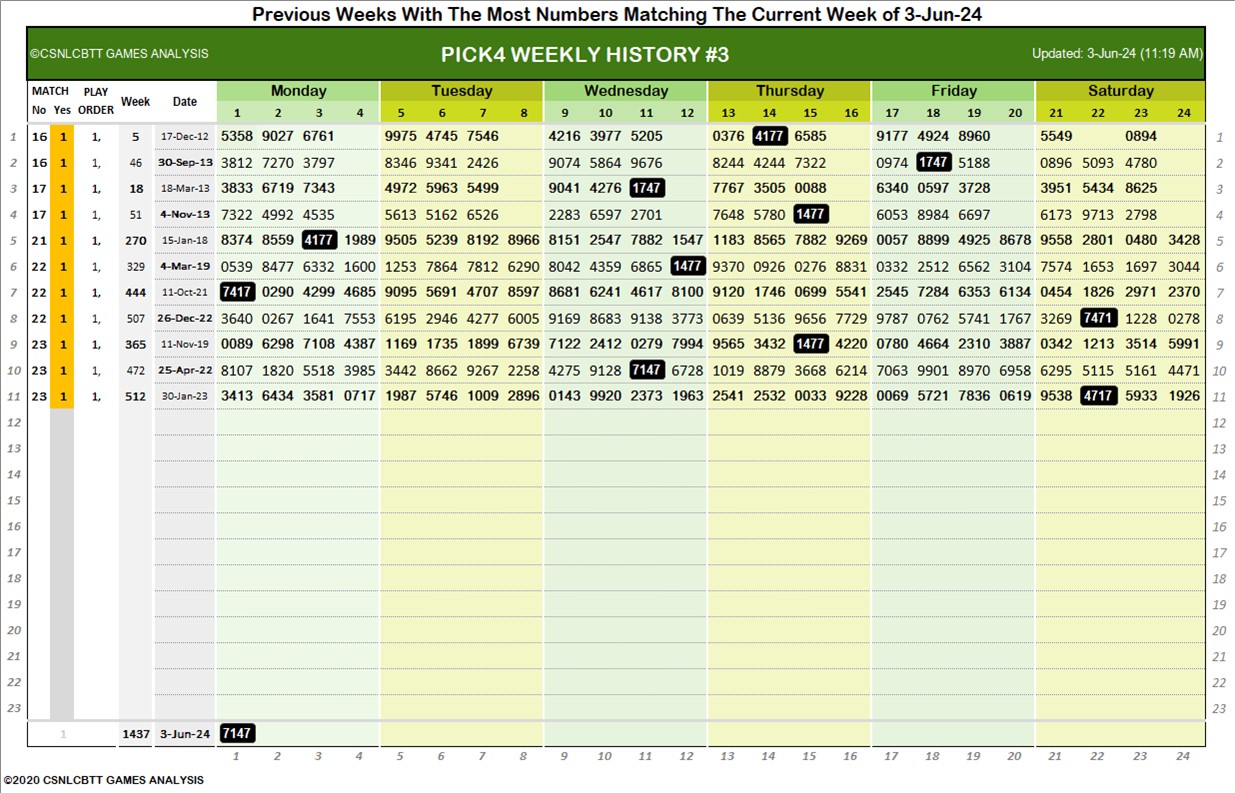 Previous Weeks With The Most Numbers Matching The Current Week of 3-Jun-24
©CSNLCBTT GAMES ANALYSIS PICK4 WEEKLY HISTORY #3 Updated: 3-Jun-24 (11:19 AM)
MATCH PLAY Week Date Monday Tuesday Wednesday Thursday Friday Saturday
No Yes ORDER 1 2 3 4 5 6 7 8 9 10 11 12 13 14 15 16 17 18 19 20 21 22 23 24
1 16 1 1, 5 17-Dec-12 5358 9027 6761 9975 4745 7546 4216 3977 5205 0376 4177 6585 9177 4924 8960 5549 0894 1
2 16 1 1, 46 30-Sep-13 3812 7270 3797 8346 9341 2426 9074 5864 9676 8244 4244 7322 0974 1747 5188 0896 5093 4780 2
3 17 1 1, 18 18-Mar-13 3833 6719 7343 4972 5963 5499 9041 4276 1747 7767 3505 0088 6340 0597 3728 3951 5434 8625 3
4 17 1 1, 51 4-Nov-13 7322 4992 4535 5613 5162 6526 2283 6597 2701 7648 5780 1477 6053 8984 6697 6173 9713 2798 4
5 21 1 1, 270 15-Jan-18 8374 8559 4177 1989 9505 5239 8192 8966 8151 2547 7882 1547 1183 8565 7882 9269 0057 8899 4925 8678 9558 2801 0480 3428 5
6 22 1 1, 329 4-Mar-19 0539 8477 6332 1600 1253 7864 7812 6290 8042 4359 6865 1477 9370 0926 0276 8831 0332 2512 6562 3104 7574 1653 1697 3044 6
7 22 1 1, 444 11-Oct-21 7417 0290 4299 4685 9095 5691 4707 8597 8681 6241 4617 8100 9120 1746 0699 5541 2545 7284 6353 6134 0454 1826 2971 2370 7
8 22 1 1, 507 26-Dec-22 3640 0267 1641 7553 6195 2946 4277 6005 9169 8683 9138 3773 0639 5136 9656 7729 9787 0762 5741 1767 3269 7471 1228 0278 8
9 23 1 1, 365 11-Nov-19 0089 6298 7108 4387 1169 1735 1899 6739 7122 2412 0279 7994 9565 3432 1477 4220 0780 4664 2310 3887 0342 1213 3514 5991 9
10 23 1 1, 472 25-Apr-22 8107 1820 5518 3985 3442 8662 9267 2258 4275 9128 7147 6728 1019 8879 3668 6214 7063 9901 8970 6958 6295 5115 5161 4471 10
11 23 1 1, 512 30-Jan-23 3413 6434 3581 0717 1987 5746 1009 2896 0143 9920 2373 1963 2541 2532 0033 9228 0069 5721 7836 0619 9538 4717 5933 1926 11
12 12
13 13
14 14
15 15
16 16
17 17
18 18
19 19
20 20
21 21
22 22
23 23
1 1437 3-Jun-24 7147
1 2 3 4 5 6 7 8 9 10 11 12 13 14 15 16 17 18 19 20 21 22 23 24
©2020 CSNLCBTT GAMES ANALYSIS